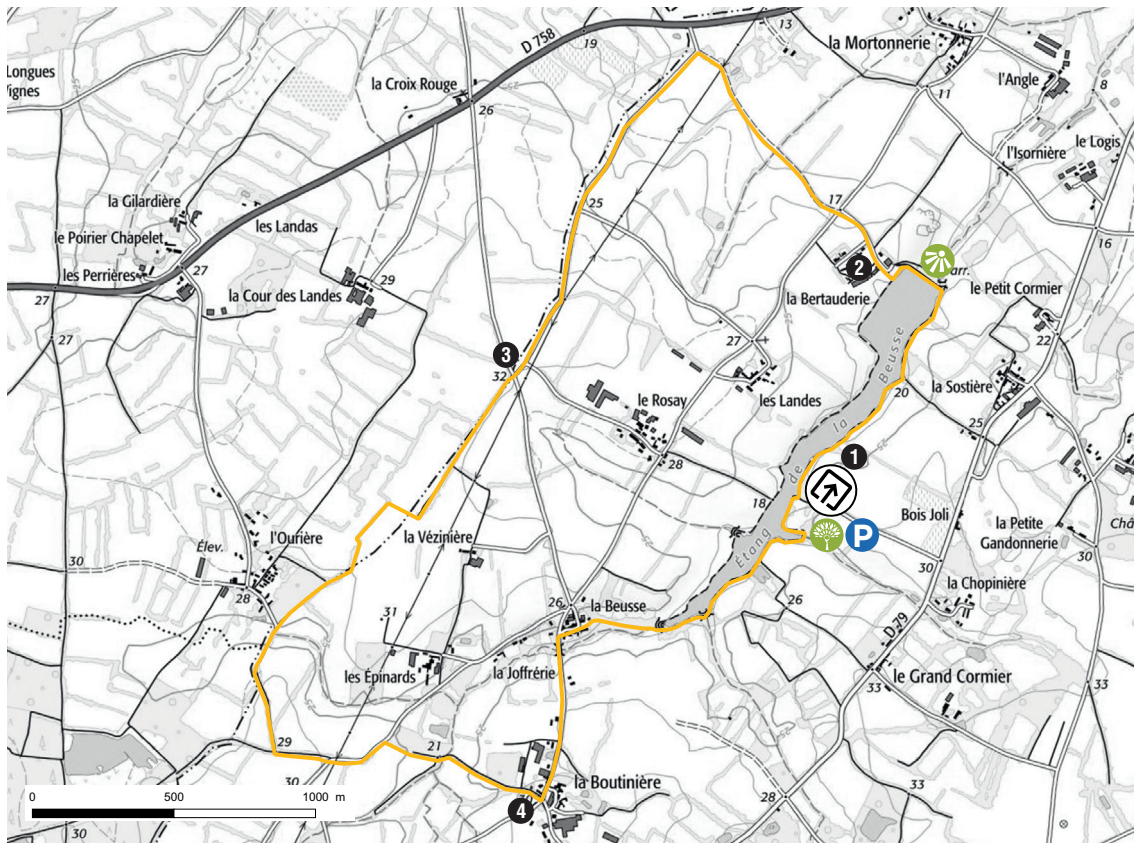 13
la Mortonnerie
D 758
19
Longues
l'Angle
la Croix Rouge
26
11
8
l'Isornière
le Logis
la Gilardière
les Landas
25
17
le Poirier Chapelet
16
les Perrières
27
29
2
27
la Cour des Landes
la Bertauderie
le Petit Cormier
27
22
27
3
32
la Sostière
le Rosay
les Landes
20
25
28
1
Étang de la Beusse
18
Bois Joli
la Petite
Gandonnerie
Châ
l'Ourière
la Vézinière
P
Élev.
30
30
28
la Chopinière
26
la Beusse
26
31
D 79
les Épinards
la Joffrérie
le Grand Cormier
33
33
29
21
30
la Boutinière
28
33
0 500 1000 m
4
30